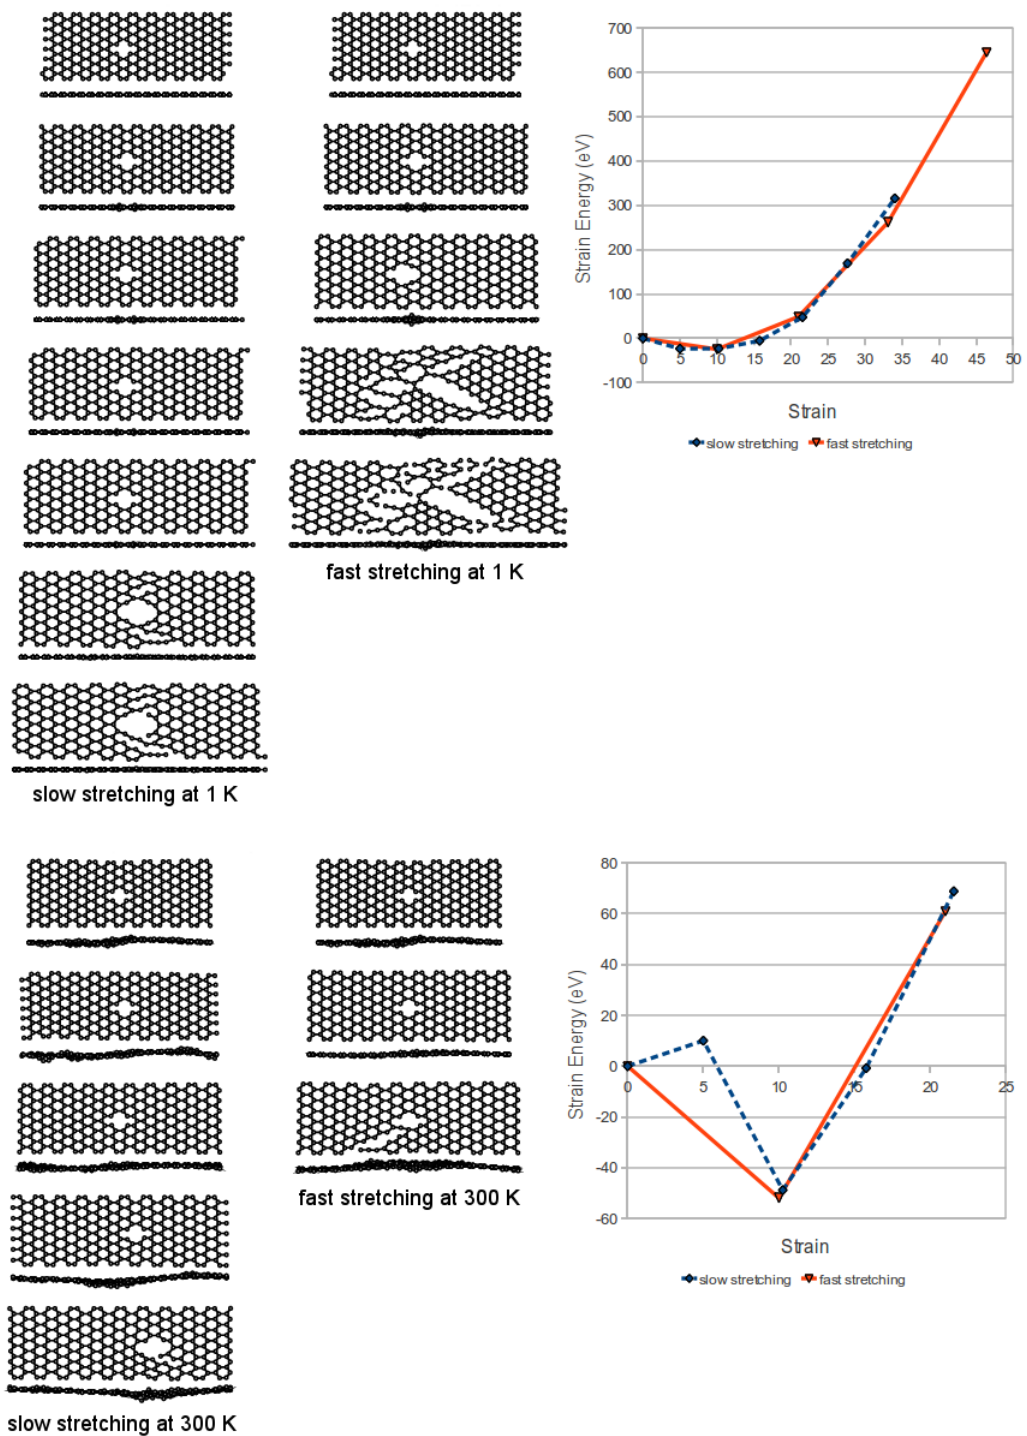 700
600
500
400
300
200
100
0
-100
0 5 10 15 20 25 30 35 40 45 50
Strain Energy (eV)
Strain
slow stretching fast stretching
fast stretching at 1 K
slow stretching at 1 K
80
60
40
20
0
-20
-40
-60
0 5 10 15 20 25
Strain Energy (eV)
Strain
slow stretching fast stretching
fast stretching at 300 K
slow stretching at 300 K